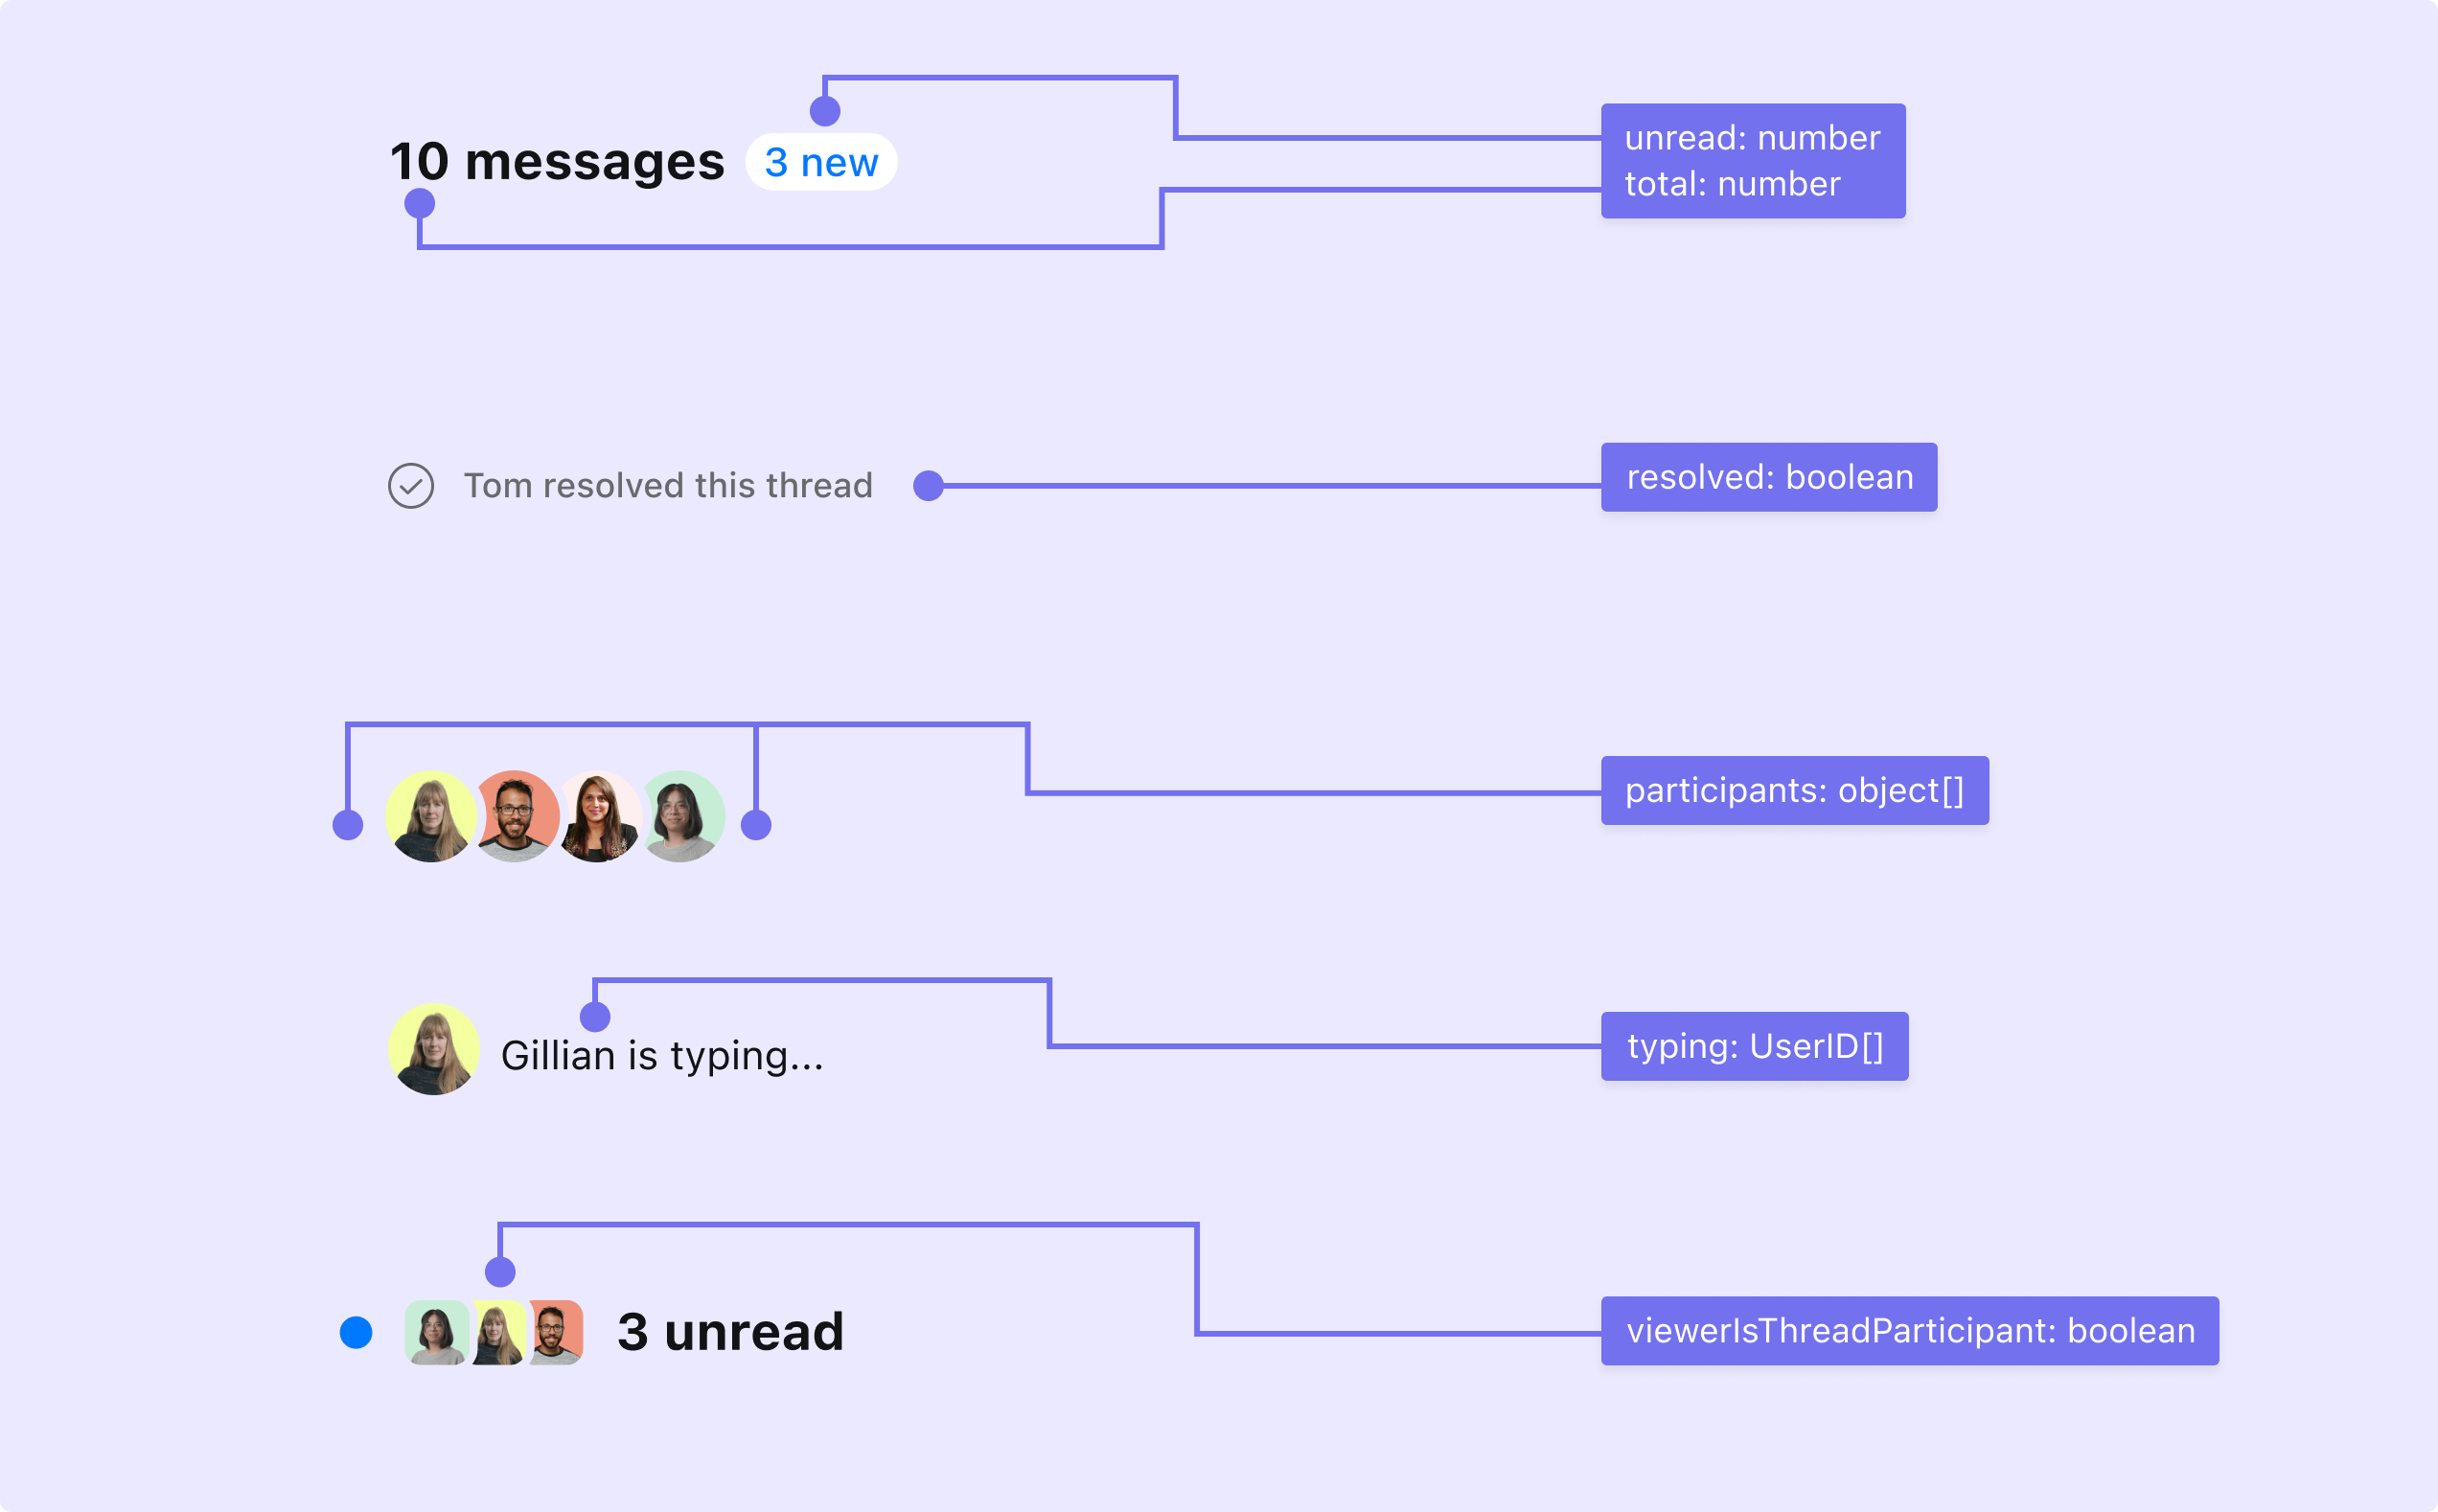 10 messages 3 new
unread: number
total: number
Tom resolved this thread
resolved: boolean
participants: object[]
Gillian is typing...
typing: UserID[]
3 unread
viewerIsThreadParticipant: boolean